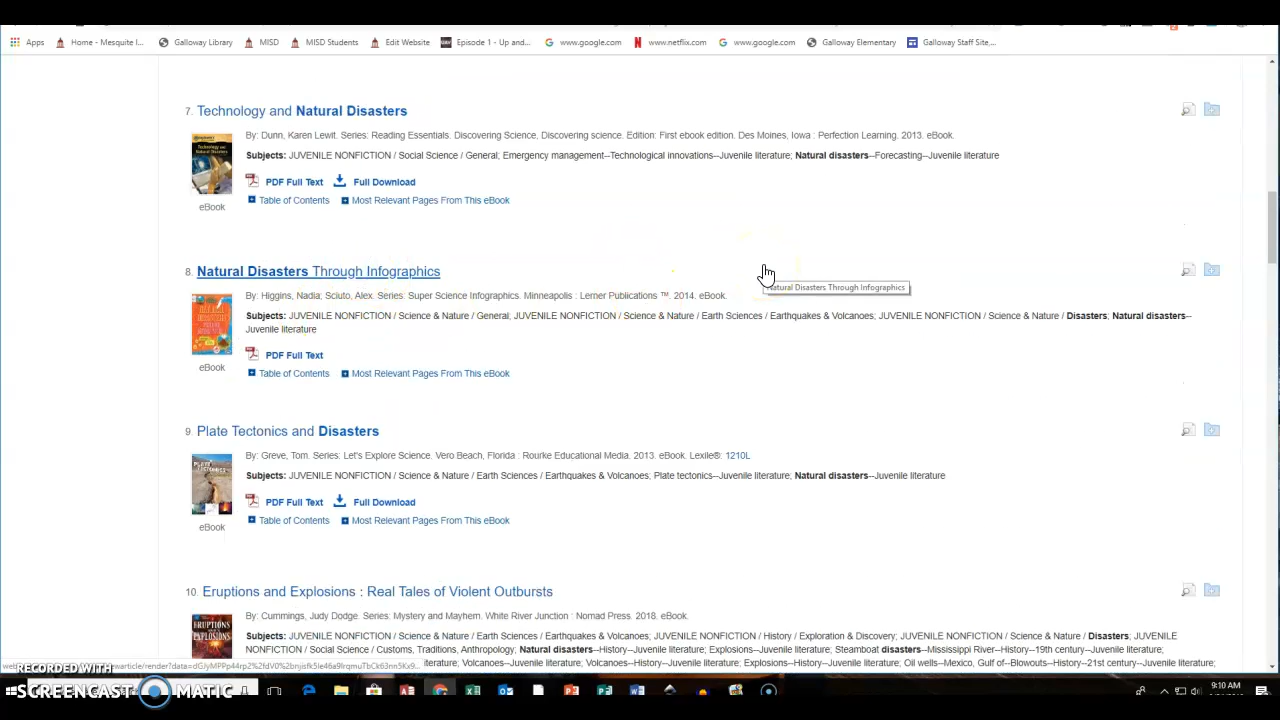 Apps Home - Mesquite I... Galloway Library MISD MISD Students Edit Website Episode 1 - Up and... www.google.com www.netflix.com www.google.com Galloway Elementary Galloway Staff Site,...
7. Technology and Natural Disasters
By: Dunn, Karen Lewit. Series: Reading Essentials. Discovering Science, Discovering science. Edition: First ebook edition. Des Moines, Iowa : Perfection Learning. 2013. eBook.
Subjects: JUVENILE NONFICTION / Social Science / General; Emergency management--Technological innovations--Juvenile literature; Natural disasters--Forecasting--Juvenile literature
PDF Full Text Full Download
eBook
Table of Contents Most Relevant Pages From This eBook
8. Natural Disasters Through Infographics
Natural Disasters Through Infographics
By: Higgins, Nadia; Sciuto, Alex. Series: Super Science Infographics. Minneapolis : Lerner Publications ™. 2014. eBook.
Subjects: JUVENILE NONFICTION / Science & Nature / General; JUVENILE NONFICTION / Science & Nature / Earth Sciences / Earthquakes & Volcanoes; JUVENILE NONFICTION / Science & Nature / Disasters; Natural disasters--
Juvenile literature
PDF Full Text
eBook
Table of Contents Most Relevant Pages From This eBook
9. Plate Tectonics and Disasters
By: Greve, Tom. Series: Let's Explore Science. Vero Beach, Florida : Rourke Educational Media. 2013. eBook. Lexile®: 1210L
Subjects: JUVENILE NONFICTION / Science & Nature / Earth Sciences / Earthquakes & Volcanoes; Plate tectonics--Juvenile literature; Natural disasters--Juvenile literature
PDF Full Text Full Download
eBook
Table of Contents Most Relevant Pages From This eBook
10. Eruptions and Explosions : Real Tales of Violent Outbursts
By: Cummings, Judy Dodge. Series: Mystery and Mayhem. White River Junction : Nomad Press. 2018. eBook.
ERUPTIONS
EXPLOSIONS
Subjects: JUVENILE NONFICTION / Science & Nature / Earth Sciences / Earthquakes & Volcanoes; JUVENILE NONFICTION / History / Exploration & Discovery; JUVENILE NONFICTION / Science & Nature / Disasters; JUVENILE
NONFICTION / Social Science / Customs, Traditions, Anthropology; Natural disasters--History--Juvenile literature; Explosions--Juvenile literature; Steamboat disasters--Mississippi River--History--19th century--Juvenile literature;
literature; Volcanoes--Juvenile literature; Volcanoes--History--Juvenile literature; Explosions--History--Juvenile literature; Oil wells--Mexico, Gulf of--Blowouts--History--21st century--Juvenile literature;
RECORDED WITH
SCREENCAST MATIC
9:10 AM